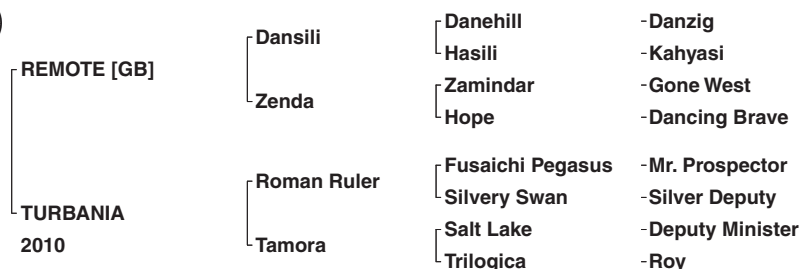 REMOTE [GB]
TURBANIA
2010
Dansili
Zenda
Roman Ruler
Tamora
Danehill
Hasili
Zamindar
Hope
Fusaichi Pegasus
Silvery Swan
Salt Lake
Trilogica
-Danzig
-Kahyasi
-Gone West
-Dancing Brave
-Mr. Prospector
-Silver Deputy
-Deputy Minister
-Roy